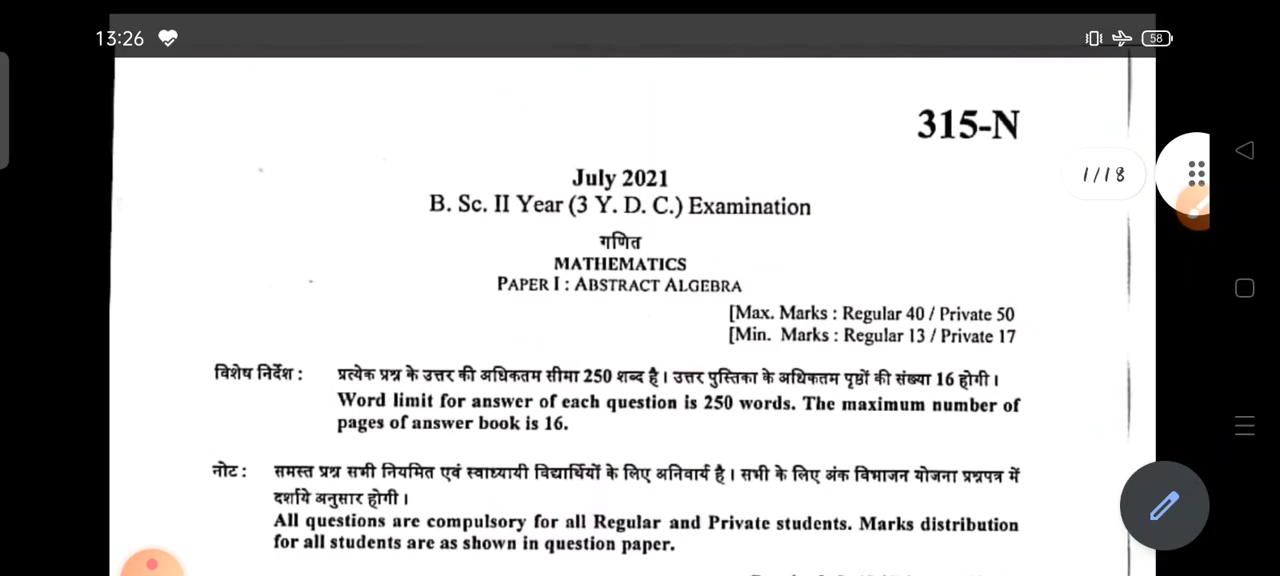 13:26
58
315-N
1/18
July 2021
B. Sc. II Year (3 Y. D. C.) Examination
गणित
MATHEMATICS
PAPER I : ABSTRACT ALGEBRA
[Max. Marks : Regular 40 / Private 50
[Min. Marks : Regular 13 / Private 17
विशेष निर्देश : प्रत्येक प्रश्न के उत्तर की अधिकतम सीमा 250 शब्द है। उत्तर पुस्तिका के अधिकतम पृष्ठों की संख्या 16 होगी।
Word limit for answer of each question is 250 words. The maximum number of
pages of answer book is 16.
नोट : समस्त प्रश्न सभी नियमित एवं स्वाध्यायी विद्यार्थियों के लिए अनिवार्य है। सभी के लिए अंक विभाजन योजना प्रश्नपत्र में
दर्शाये अनुसार होगी।
All questions are compulsory for all Regular and Private students. Marks distribution
for all students are as shown in question paper.